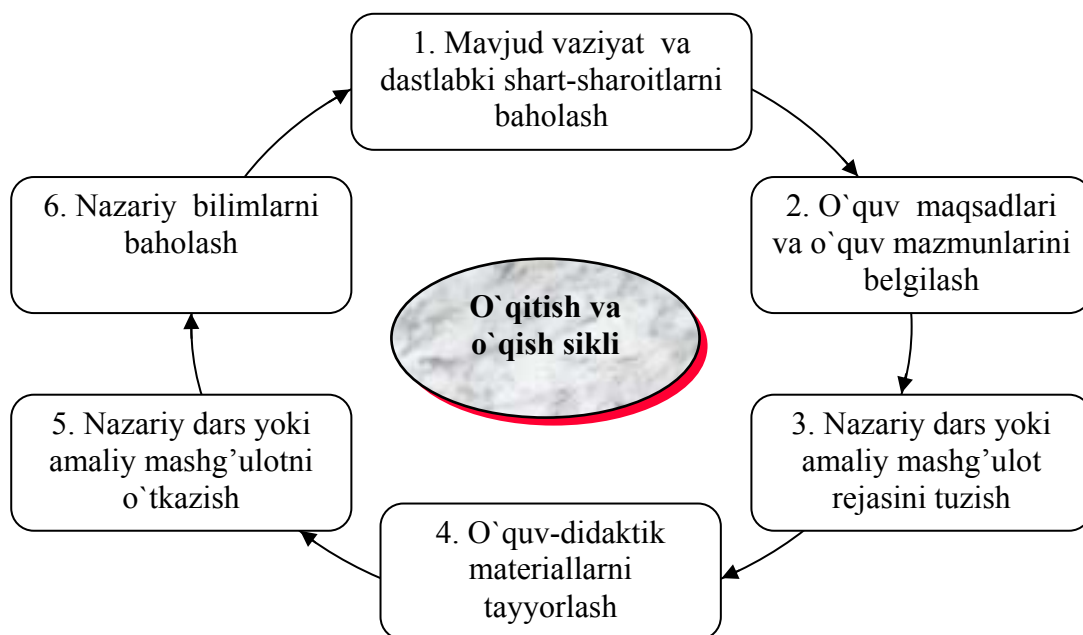 1. Mavjud vaziyat va
dastlabki shart-sharoitlarni
baholash
2. O`quv maqsadlari
va o`quv mazmunlarini
belgilash
3. Nazariy dars yoki
amaliy mashg’ulot
rejasini tuzish
4. O`quv-didaktik
materiallarni
tayyorlash
5. Nazariy dars yoki
amaliy mashg’ulotni
o`tkazish
6. Nazariy bilimlarni
baholash
O`qitish va
o`qish sikli